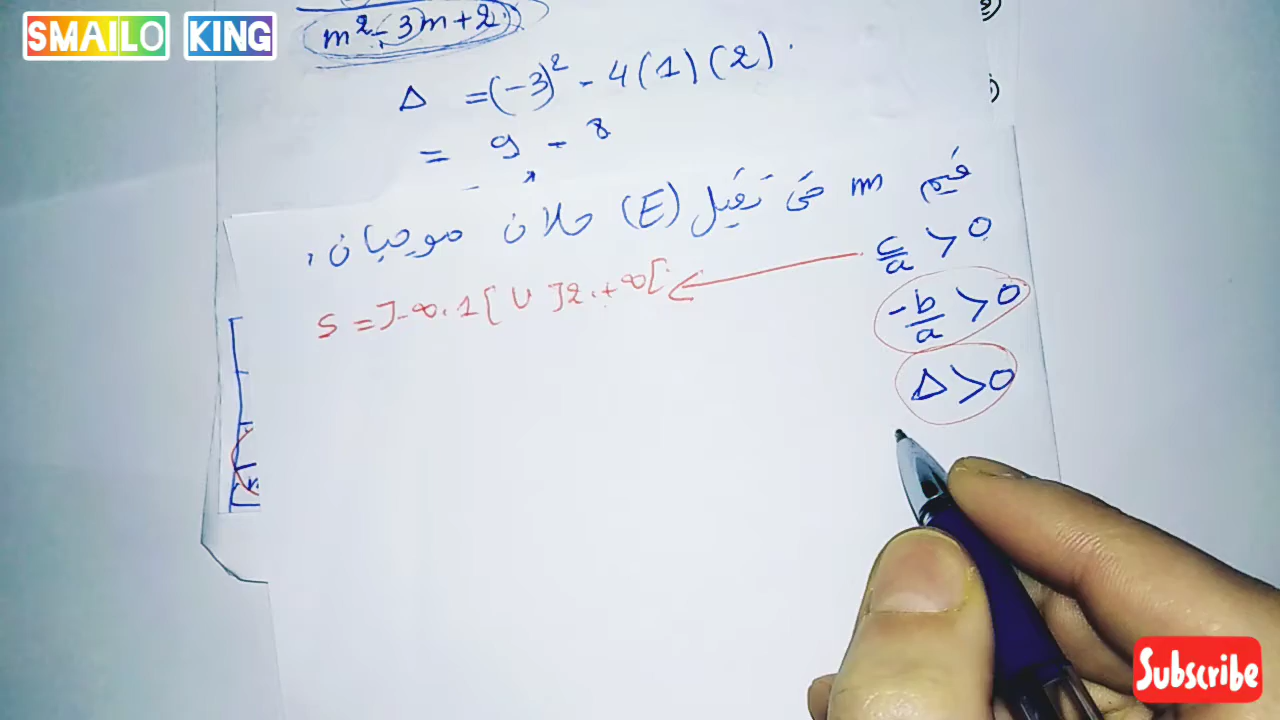 SMAILO KING
m² - 3m + 2
Δ = (-3)² - 4(1)(2)
= 9 - 8
قيم m حتى تقبل (E) حلان موجبان.
c/a > 0
S = ]-∞, 1[ ∪ ]2, +∞[
-b/a > 0
Δ > 0
Subscribe